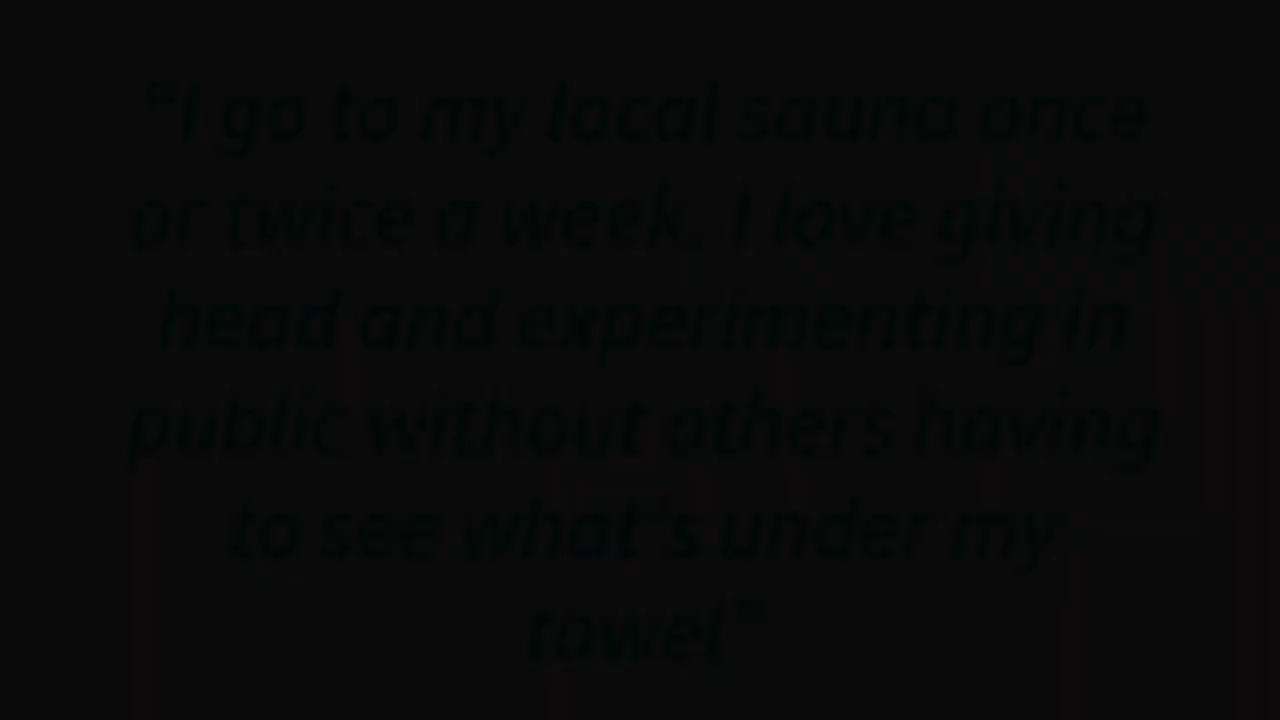 "I go to my local sauna once
or twice a week. I love giving
head and experimenting in
public without others having
to see what's under my
towel"